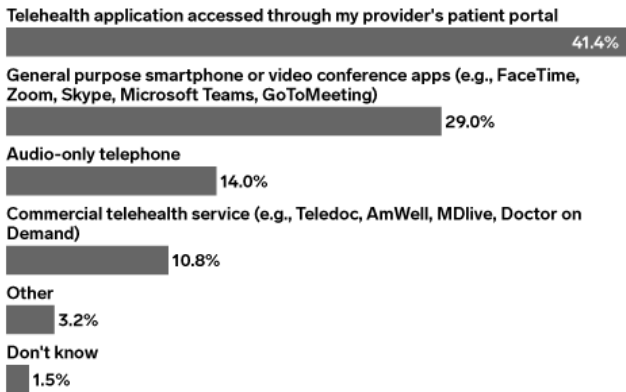 Telehealth application accessed through my provider's patient portal
41.4%
General purpose smartphone or video conference apps (e.g., FaceTime,
Zoom, Skype, Microsoft Teams, GoToMeeting)
29.0%
Audio-only telephone
14.0%
Commercial telehealth service (e.g., Teledoc, AmWell, MDlive, Doctor on
Demand)
10.8%
Other
3.2%
Don't know
1.5%